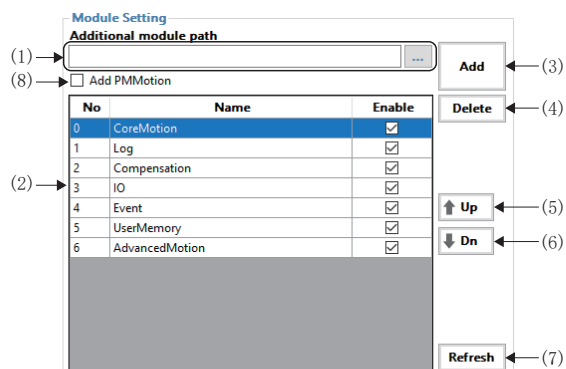 Module Setting
Additional module path
(1) ... Add (3)
(8) Add PMMotion
No Name Enable Delete (4)
0 CoreMotion
1 Log
2 Compensation
(2) 3 IO
4 Event Up (5)
5 UserMemory
6 AdvancedMotion Dn (6)
Refresh (7)